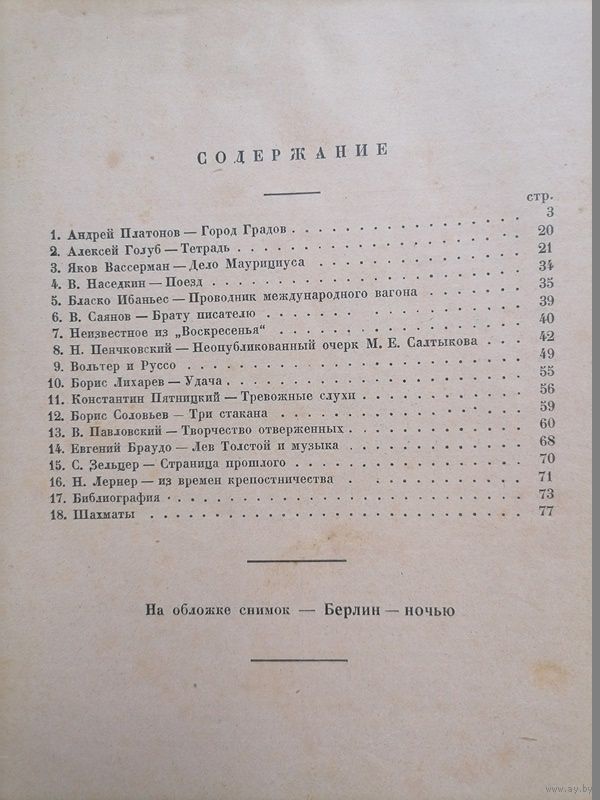 СОДЕРЖАНИЕ
стр.
1. Андрей Платонов — Город Градов . . . . . . . . . . 3
2. Алексей Голуб — Тетрадь . . . . . . . . . . 20
3. Яков Вассерман — Дело Маурициуса . . . . . . . . . . 21
4. В. Наседкин — Поезд . . . . . . . . . . 34
5. Бласко Ибаньес — Проводник международного вагона . . . . . . 35
6. В. Саянов — Брату писателю . . . . . . . . . . 39
7. Неизвестное из „Воскресенья“ . . . . . . . . . . 40
8. Н. Пенчковский — Неопубликованный очерк М. Е. Салтыкова . . . 42
9. Вольтер и Руссо . . . . . . . . . . 49
10. Борис Лихарев — Удача . . . . . . . . . . 55
11. Константин Пятницкий — Тревожные слухи . . . . . . . . . . 56
12. Борис Соловьев — Три стакана . . . . . . . . . . 59
13. В. Павловский — Творчество отверженных . . . . . . . . . . 60
14. Евгений Браудо — Лев Толстой и музыка . . . . . . . . . . 68
15. С. Зельцер — Страница прошлого . . . . . . . . . . 70
16. Н. Лернер — из времен крепостничества . . . . . . . . . . 71
17. Библиография . . . . . . . . . . 73
18. Шахматы . . . . . . . . . . 77
На обложке снимок — Берлин — ночью
www.ay.by